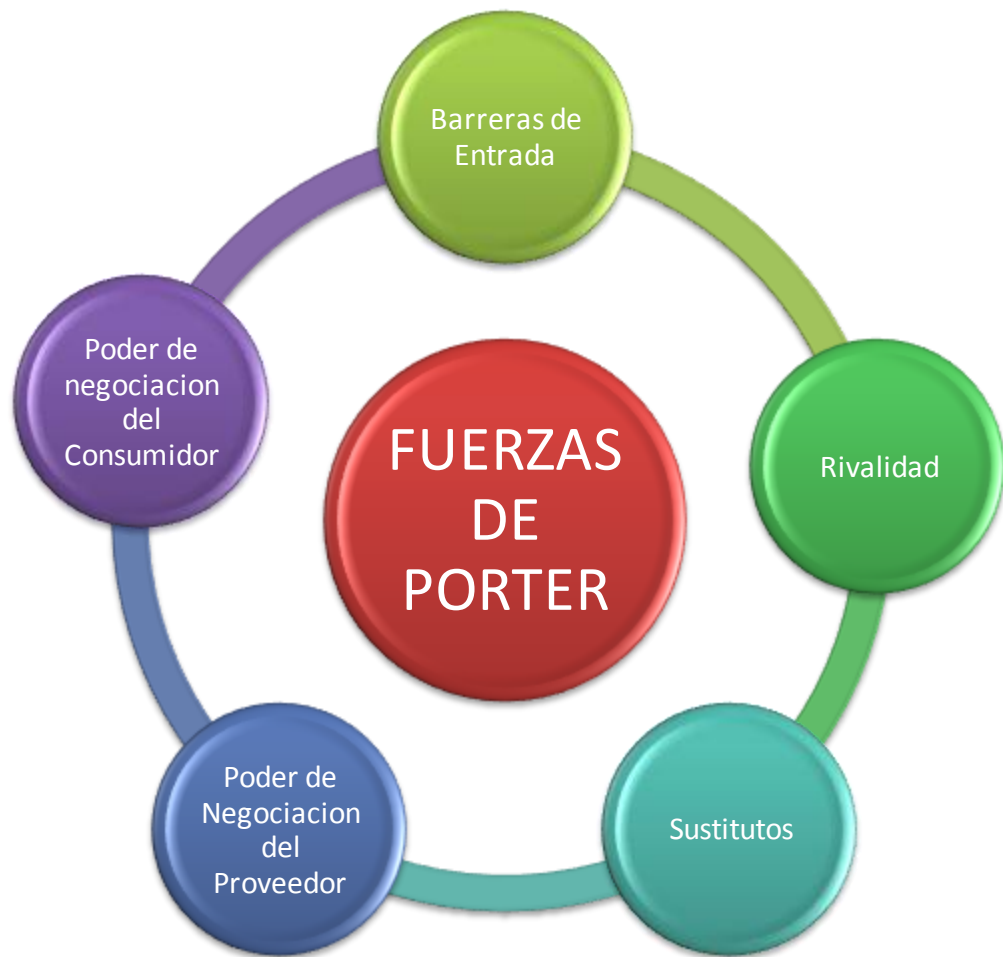 Barreras de
Entrada
Poder de
negociacion
del
Consumidor
FUERZAS
DE
PORTER
Rivalidad
Poder de
Negociacion
del
Proveedor
Sustitutos